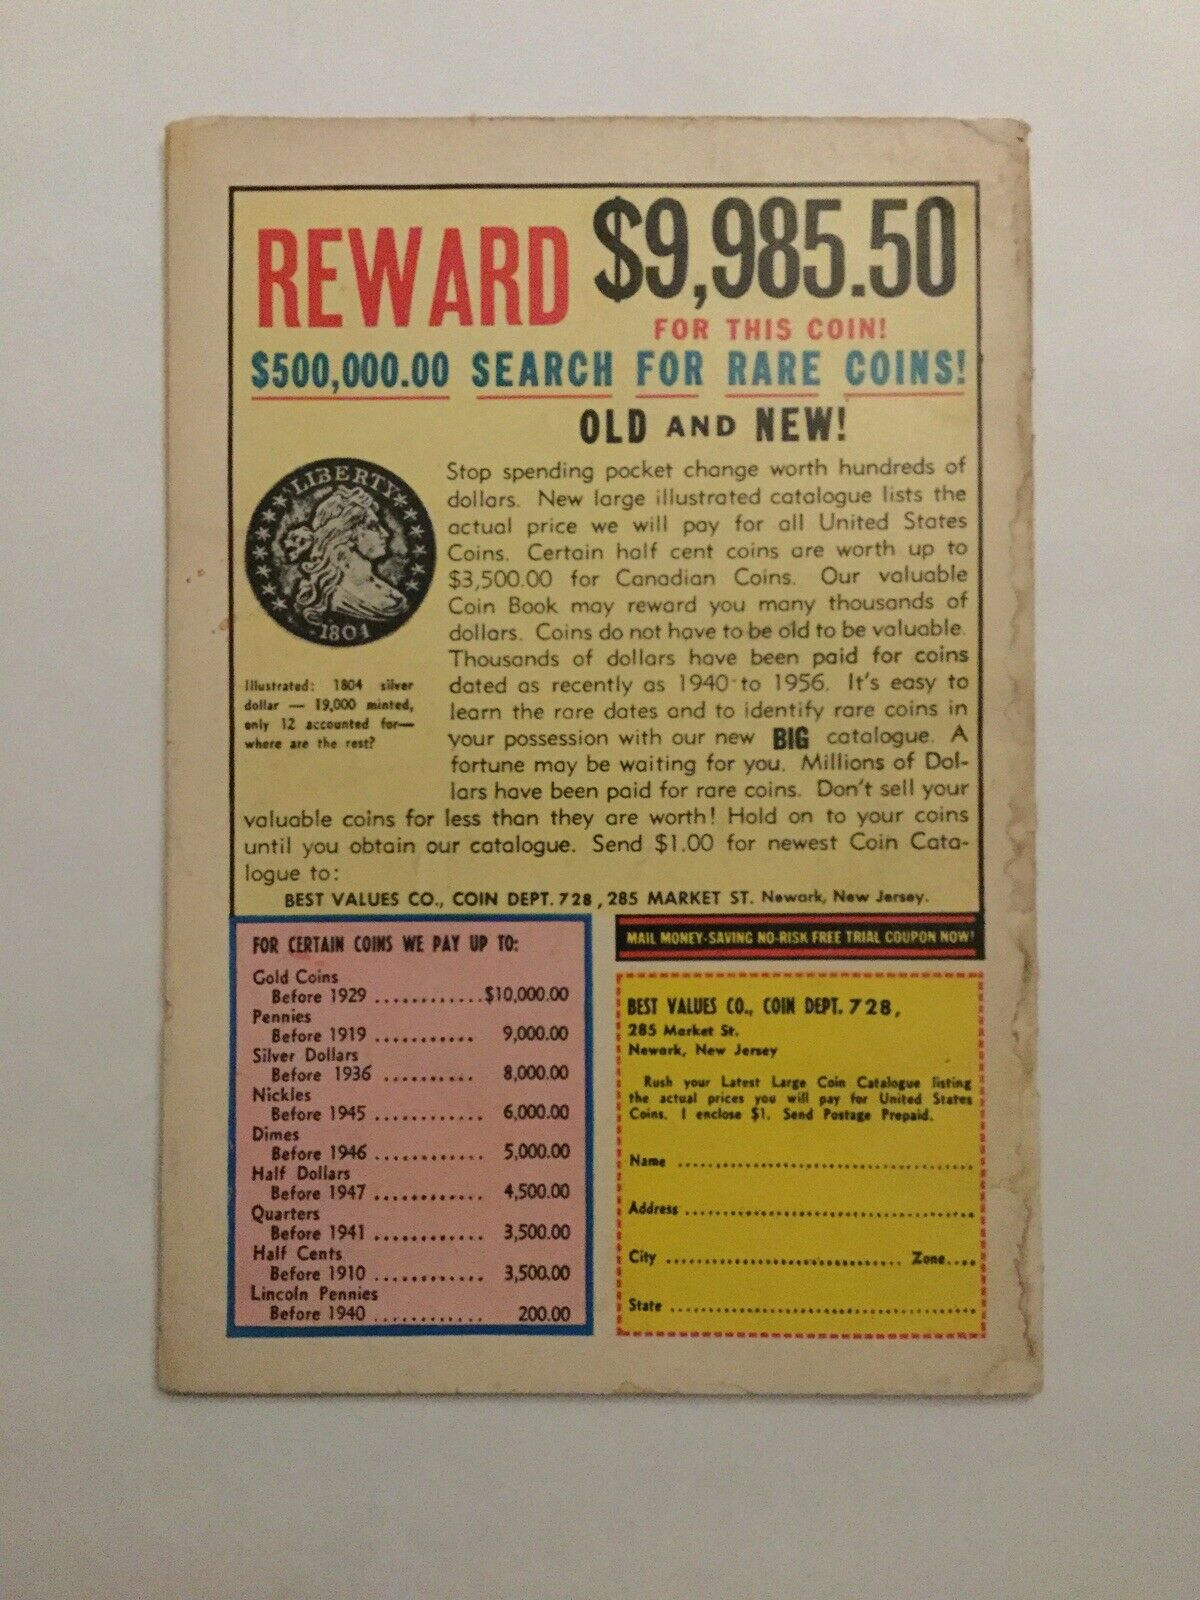 REWARD $9,985.50
FOR THIS COIN!
$500,000.00 SEARCH FOR RARE COINS!
OLD AND NEW!
LIBERTY
1804
Illustrated: 1804 silver
dollar — 19,000 minted,
only 12 accounted for—
where are the rest?
Stop spending pocket change worth hundreds of
dollars. New large illustrated catalogue lists the
actual price we will pay for all United States
Coins. Certain half cent coins are worth up to
$3,500.00 for Canadian Coins. Our valuable
Coin Book may reward you many thousands of
dollars. Coins do not have to be old to be valuable.
Thousands of dollars have been paid for coins
dated as recently as 1940 to 1956. It's easy to
learn the rare dates and to identify rare coins in
your possession with our new BIG catalogue. A
fortune may be waiting for you. Millions of Dol-
lars have been paid for rare coins. Don't sell your
valuable coins for less than they are worth! Hold on to your coins
until you obtain our catalogue. Send $1.00 for newest Coin Cata-
logue to:
BEST VALUES CO., COIN DEPT. 728, 285 MARKET ST. Newark, New Jersey.
FOR CERTAIN COINS WE PAY UP TO:
Gold Coins
Before 1929 ............$10,000.00
Pennies
Before 1919 ........... 9,000.00
Silver Dollars
Before 1936 .......... 8,000.00
Nickles
Before 1945 ............ 6,000.00
Dimes
Before 1946 ............ 5,000.00
Half Dollars
Before 1947 ............ 4,500.00
Quarters
Before 1941 ............ 3,500.00
Half Cents
Before 1910 ............ 3,500.00
Lincoln Pennies
Before 1940 ............ 200.00
MAIL MONEY-SAVING NO-RISK FREE TRIAL COUPON NOW!
BEST VALUES CO., COIN DEPT. 728,
285 Market St.
Newark, New Jersey
Rush your Latest Large Coin Catalogue listing
the actual prices you will pay for United States
Coins. I enclose $1. Send Postage Prepaid.
Name ........................................
Address .......................................
City ................................ Zone....
State .........................................